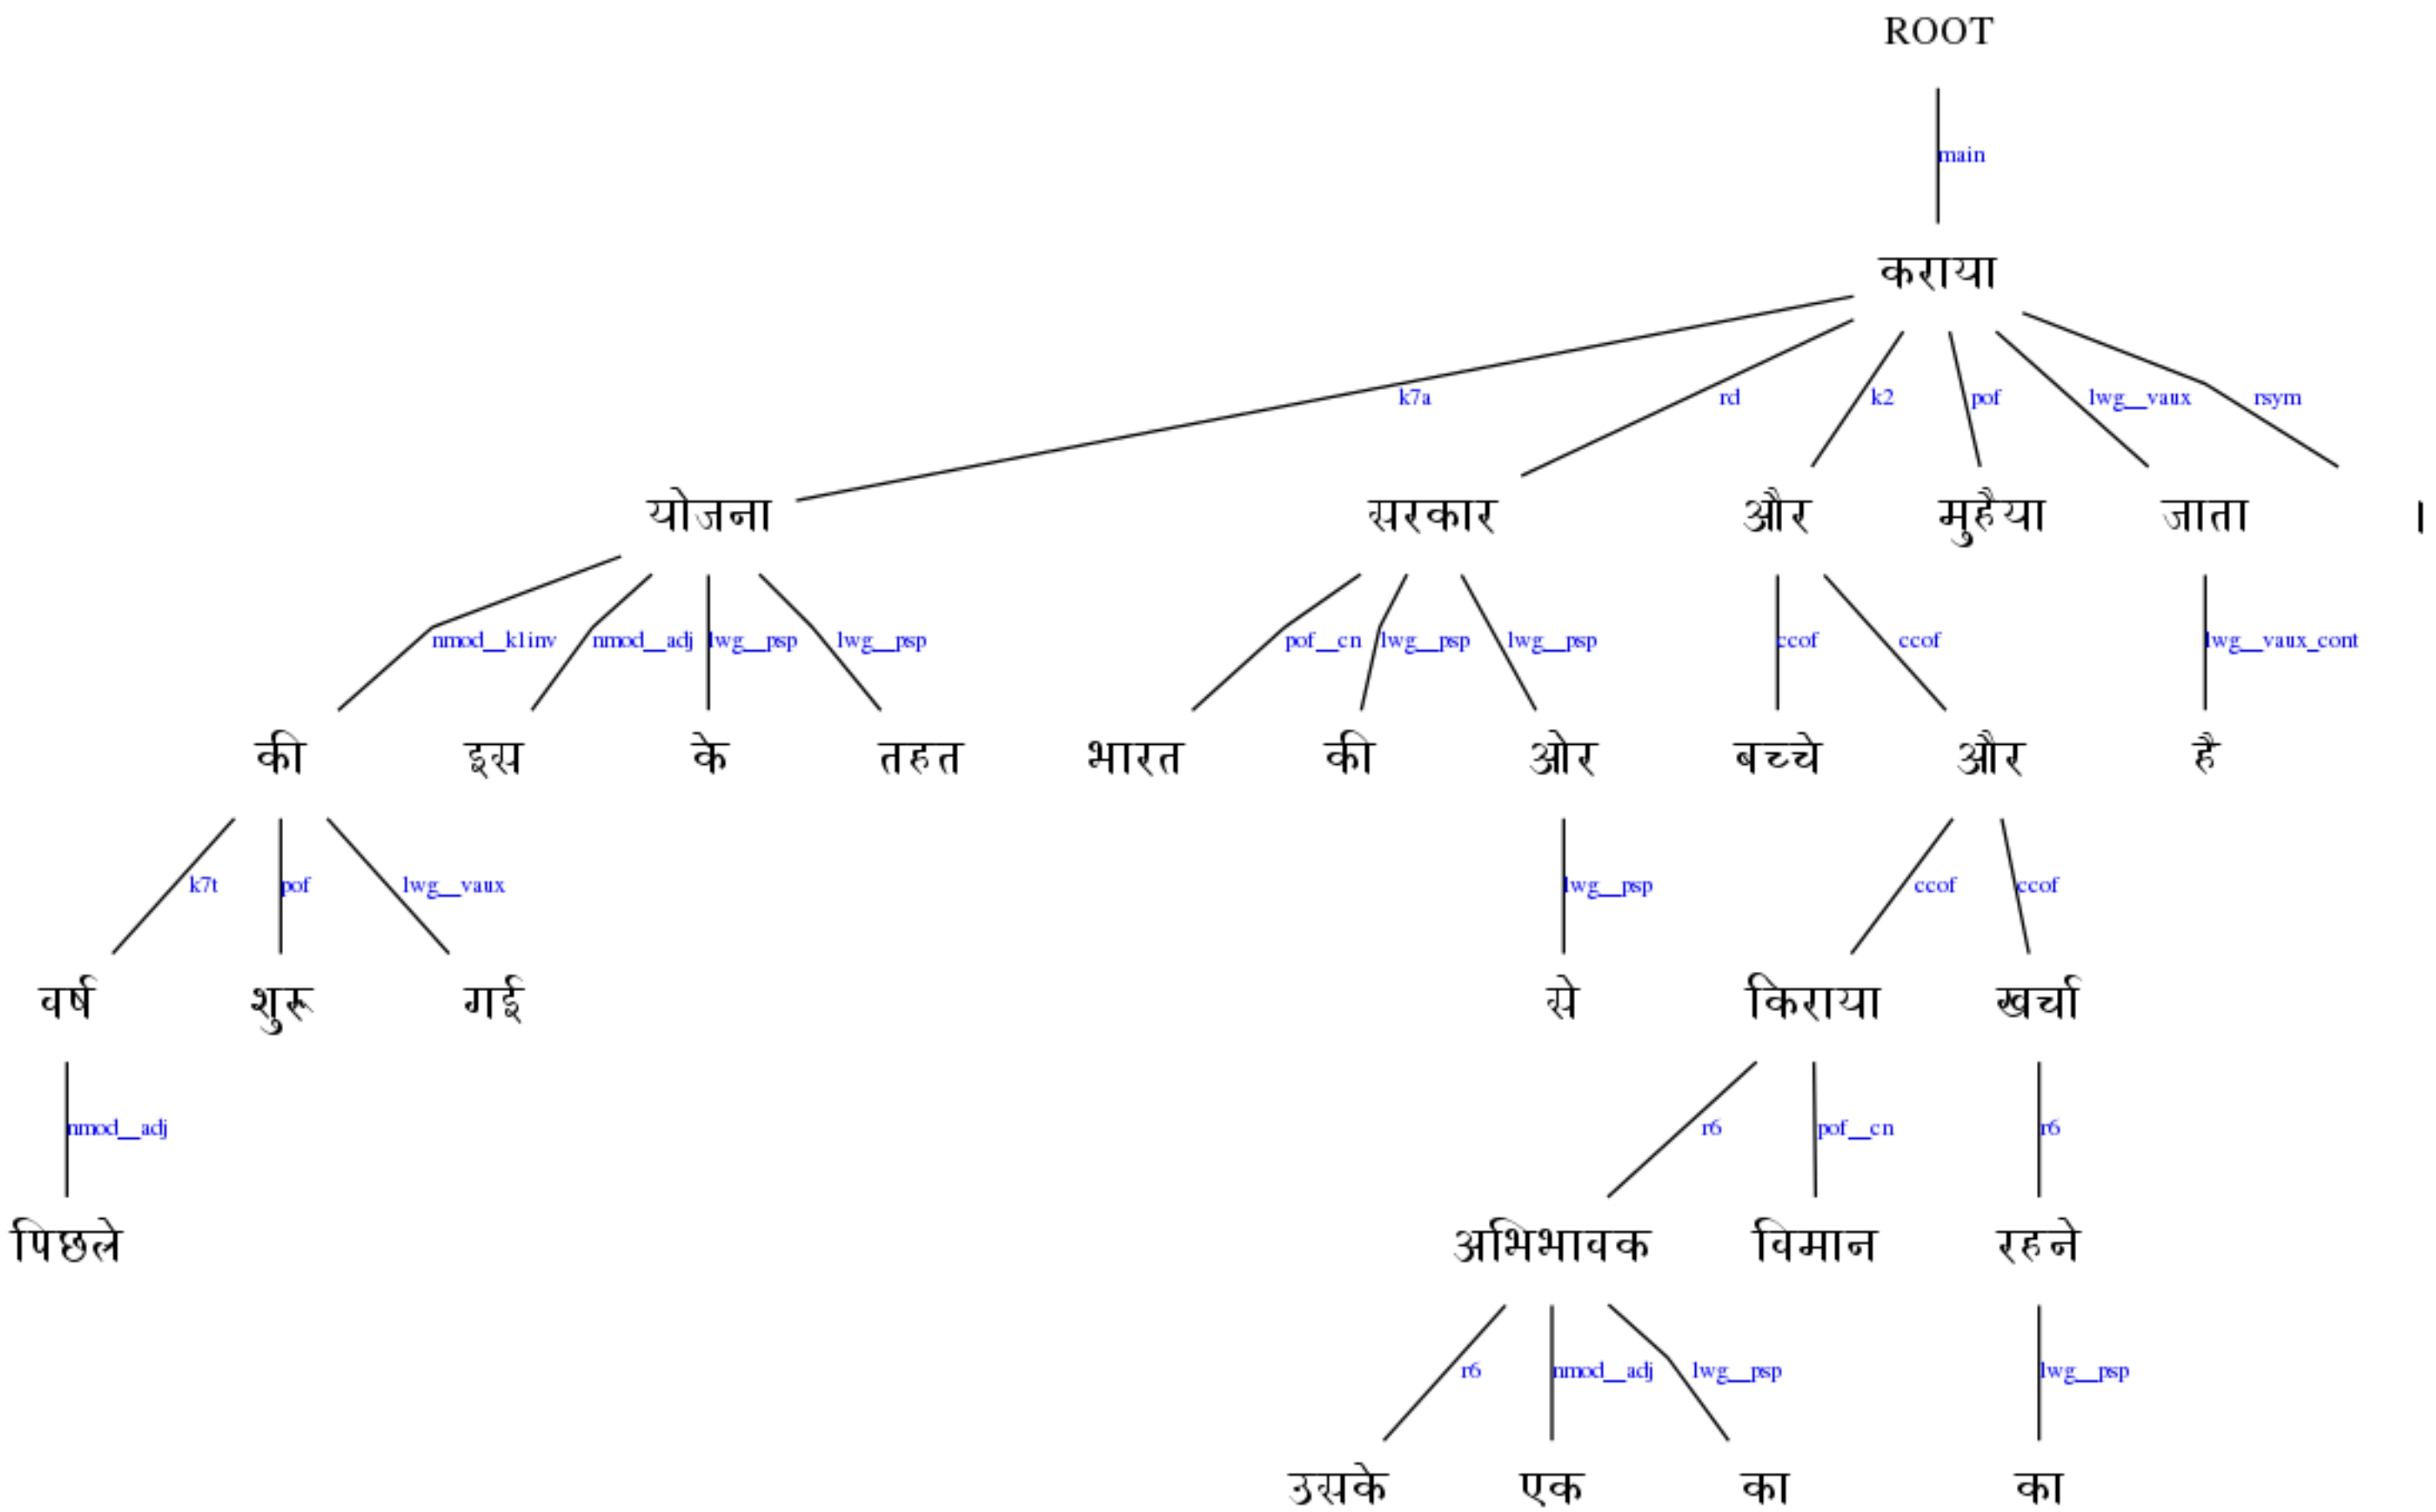 ROOT
main
कराया
k7a rd k2 pof lwg__vaux rsym
योजना सरकार और मुहैया जाता ।
nmod__k1inv nmod__adj lwg__psp lwg__psp pof__cn lwg__psp lwg__psp ccof ccof lwg__vaux_cont
की इस के तहत भारत की ओर बच्चे और है
k7t pof lwg__vaux lwg__psp ccof ccof
वर्ष शुरू गई से किराया खर्चा
nmod__adj r6 pof__cn r6
पिछले अभिभावक विमान रहने
r6 nmod__adj lwg__psp lwg__psp
उसके एक का का